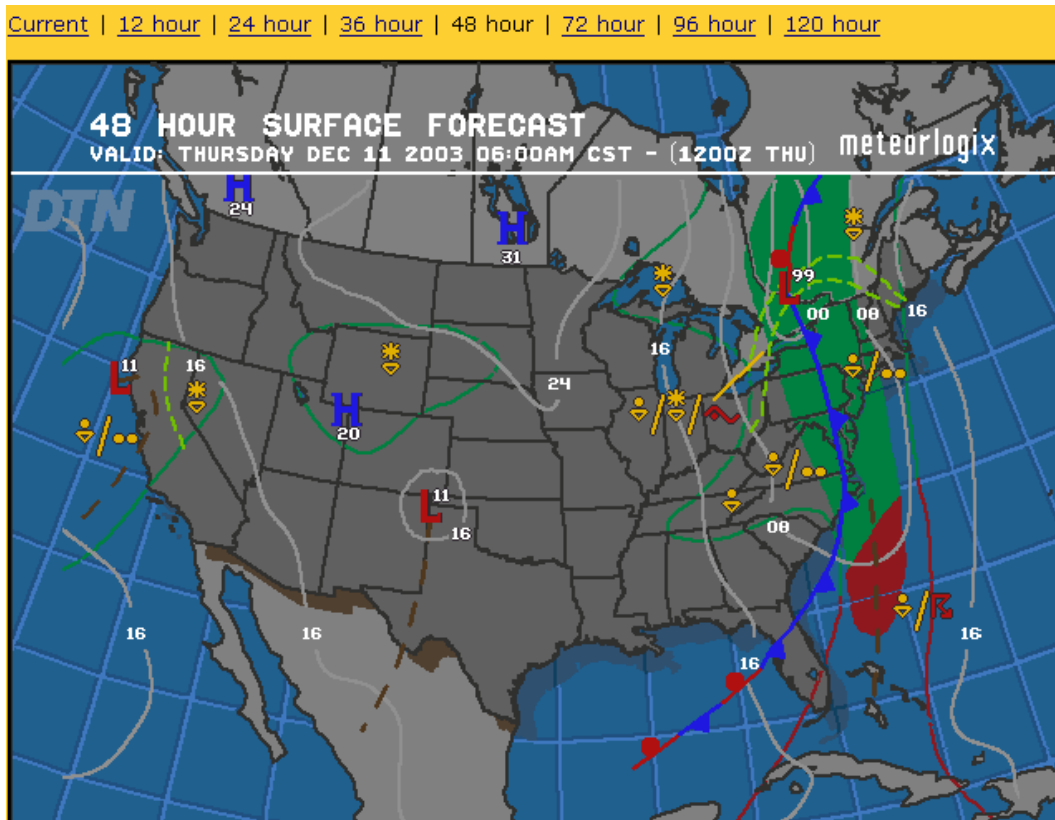 Current | 12 hour | 24 hour | 36 hour | 48 hour | 72 hour | 96 hour | 120 hour
48 HOUR SURFACE FORECAST
VALID: THURSDAY DEC 11 2003 06:00AM CST - (1200Z THU)
meteorlogix
DTN
H
24
H
31
99
L
00
08
16
11
L
16
16
24
H
20
11
L
16
08
16
16
16
16